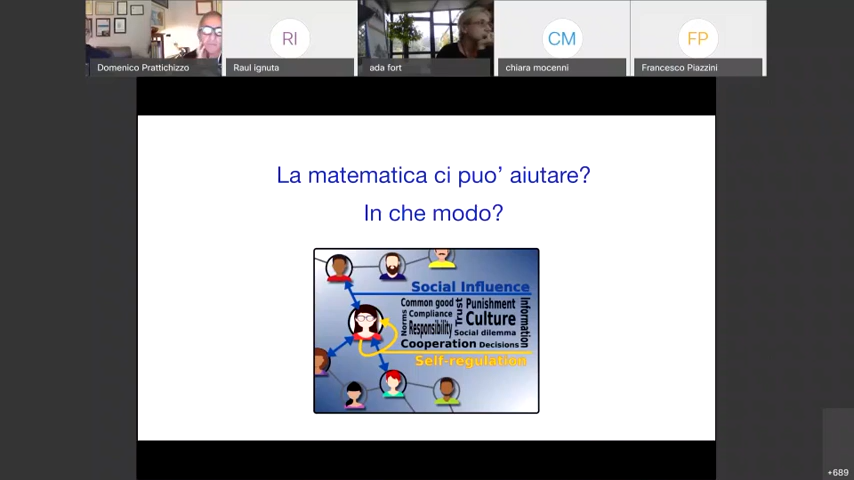 RI
CM
FP
Domenico Prattichizzo
Raul ignuta
ada fort
chiara mocenni
Francesco Piazzini
La matematica ci puo' aiutare?
In che modo?
Social Influence
Common good
Compliance
Norms
Responsibility
Trust
Punishment
Culture
Social dilemma
Information
Cooperation
Decisions
Self-regulation
+689